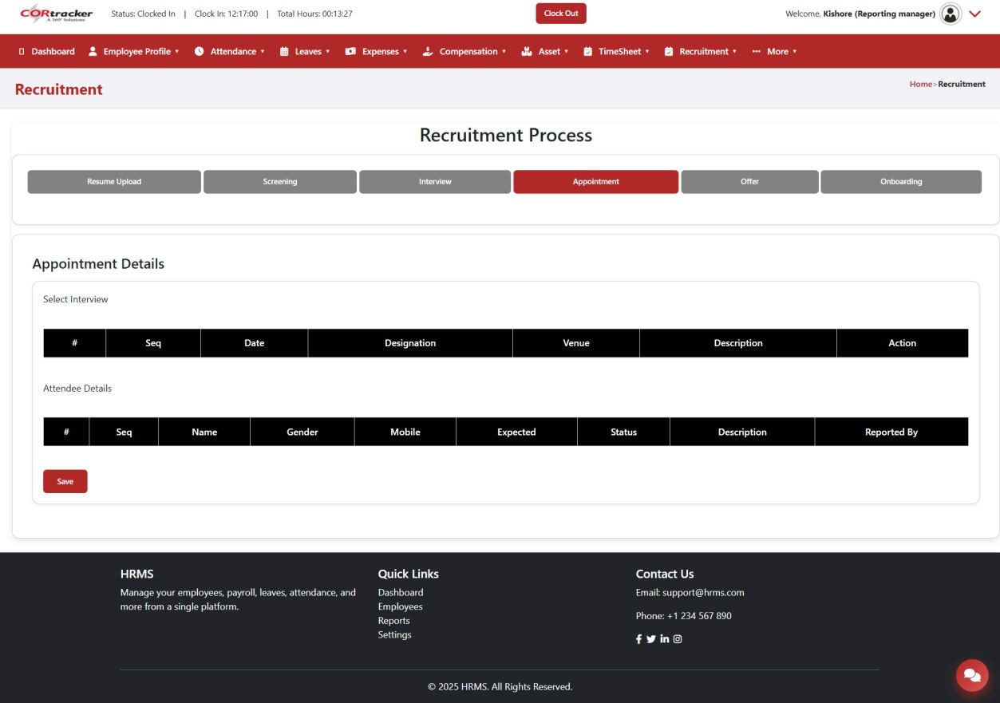 CORtracker
A 360° Solutions
Status: Clocked In | Clock In: 12:17:00 | Total Hours: 00:13:27
Clock Out
Welcome, Kishore (Reporting manager)
Dashboard Employee Profile Attendance Leaves Expenses Compensation Asset TimeSheet Recruitment More
Recruitment
Home > Recruitment
Recruitment Process
Resume Upload Screening Interview Appointment Offer Onboarding
Appointment Details
Select Interview
# Seq Date Designation Venue Description Action
Attendee Details
# Seq Name Gender Mobile Expected Status Description Reported By
Save
HRMS
Manage your employees, payroll, leaves, attendance, and
more from a single platform.
Quick Links
Dashboard
Employees
Reports
Settings
Contact Us
Email: support@hrms.com
Phone: +1 234 567 890
© 2025 HRMS. All Rights Reserved.